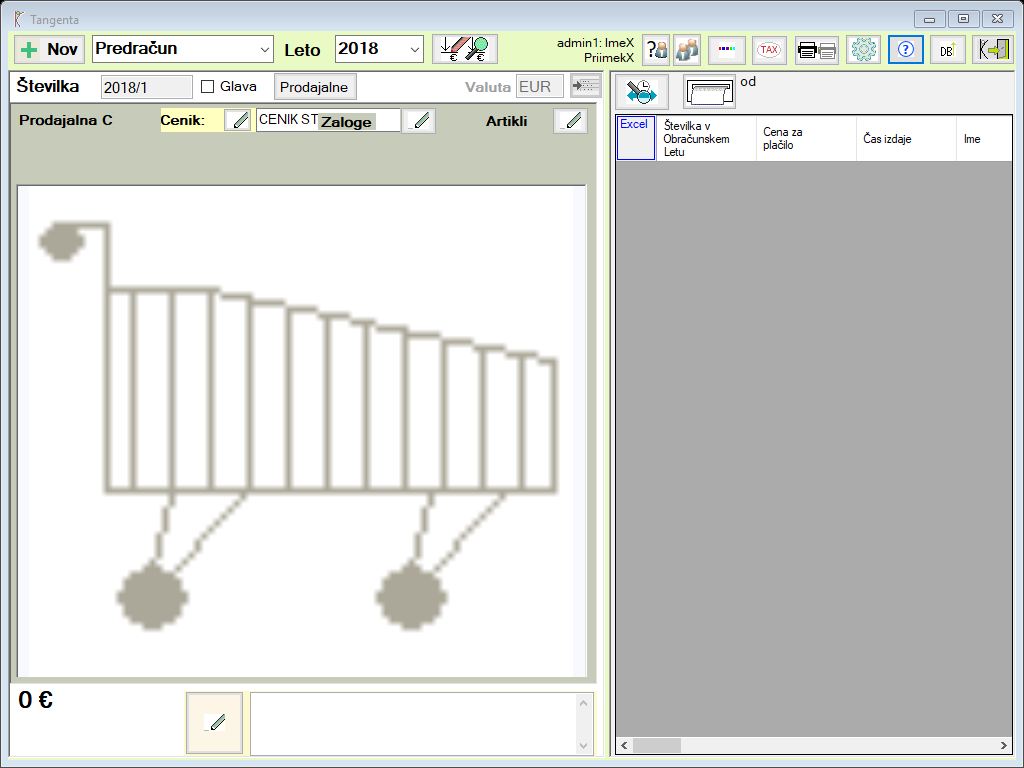 Tangenta
Nov
Predračun
Leto
2018
€
€
admin1: ImeX
PriimekX
?
TAX
?
DB
Številka
2018/1
Glava
Prodajalne
Valuta
EUR
od
Prodajalna C
Cenik:
CENIK ST
Zaloge
Artikli
Excel
Številka v
Obračunskem
Letu
Cena za
plačilo
Čas izdaje
Ime
0 €